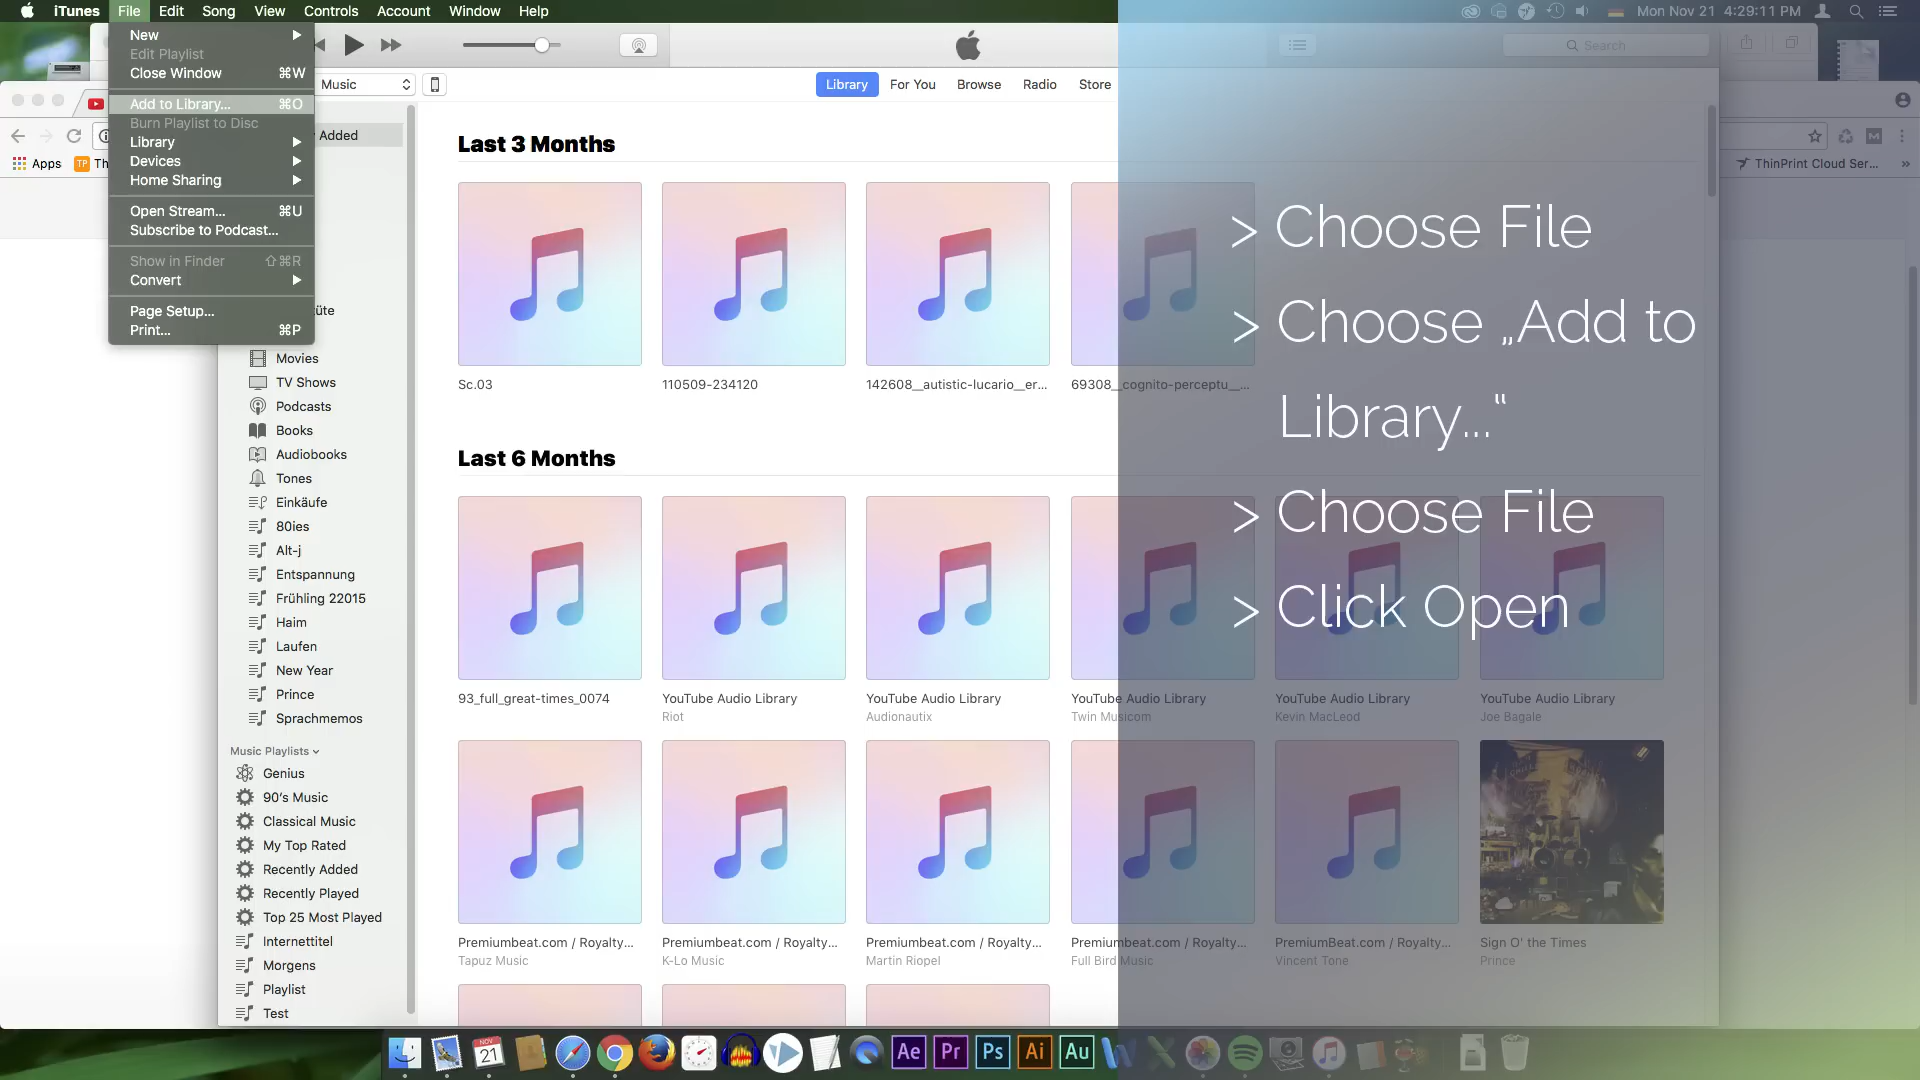 iTunes File Edit Song View Controls Account Window Help
Mon Nov 21 4:29:11 PM
New
Edit Playlist
Close Window ⌘W
Add to Library... ⌘O
Burn Playlist to Disc
Library
Devices
Home Sharing
Open Stream... ⌘U
Subscribe to Podcast...
Show in Finder ⇧⌘R
Convert
Page Setup...
Print... ⌘P
Search
Music
Library For You Browse Radio Store
Apps TP Th
ThinPrint Cloud Ser... »
Added
üte
Movies
TV Shows
Podcasts
Books
Audiobooks
Tones
Einkäufe
80ies
Alt-j
Entspannung
Frühling 22015
Haim
Laufen
New Year
Prince
Sprachmemos
Music Playlists
Genius
90's Music
Classical Music
My Top Rated
Recently Added
Recently Played
Top 25 Most Played
Internettitel
Morgens
Playlist
Test
Last 3 Months
Sc.03
110509-234120
142608__autistic-lucario__er...
69308__cognito-perceptu__...
Last 6 Months
93_full_great-times_0074
YouTube Audio Library
Riot
YouTube Audio Library
Audionautix
YouTube Audio Library
Twin Musicom
YouTube Audio Library
Kevin MacLeod
YouTube Audio Library
Joe Bagale
Premiumbeat.com / Royalty...
Tapuz Music
Premiumbeat.com / Royalty...
K-Lo Music
Premiumbeat.com / Royalty...
Martin Riopel
Premiumbeat.com / Royalty...
Full Bird Music
PremiumBeat.com / Royalty...
Vincent Tone
Sign O' the Times
Prince
> Choose File
> Choose „Add to
Library...“
> Choose File
> Click Open
NOV
21
Ae Pr Ps Ai Au